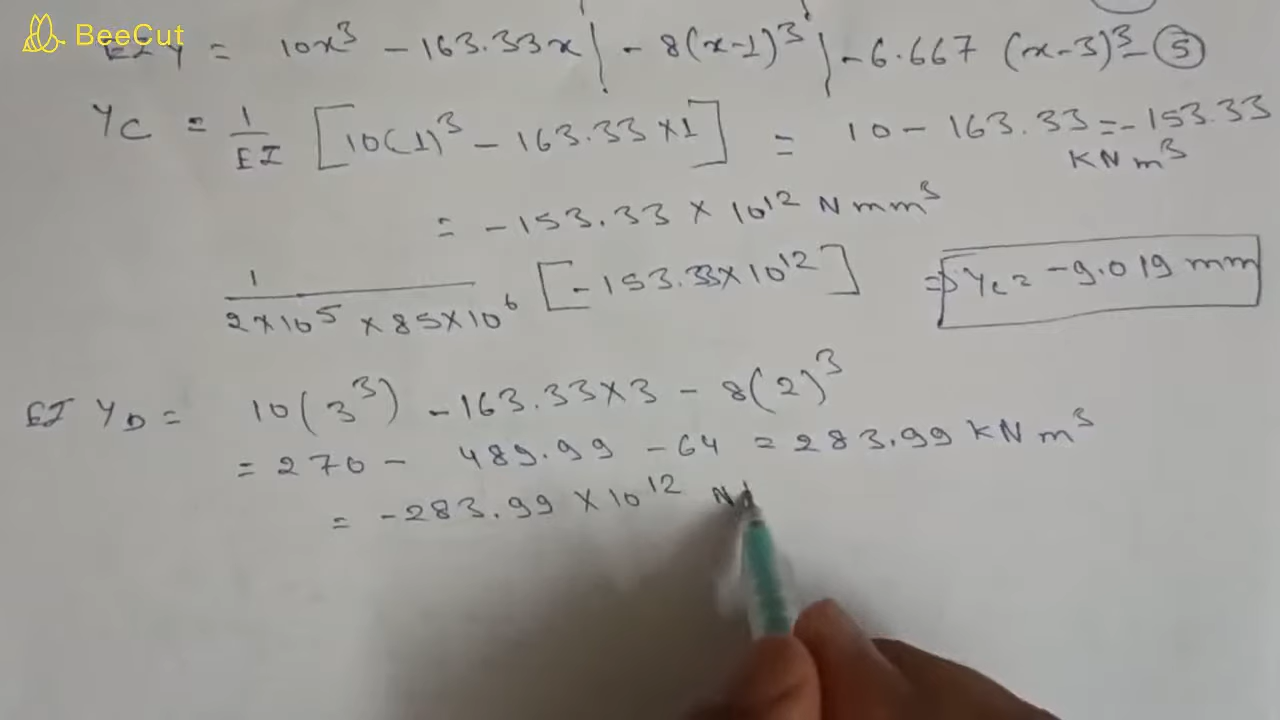 BeeCut
EIY = 10x³ - 163.33x | - 8(x-1)³ | - 6.667 (x-3)³ - ⑤
Yc = 1/EI [10(1)³ - 163.33×1] = 10 - 163.33 = -153.33
KN m³
= -153.33 × 10¹² N mm³
1/(2×10⁵ × 85×10⁶) [-153.33×10¹²] ⇒ Yc = -9.019 mm
EI YD = 10(3³) - 163.33×3 - 8(2)³
= 270 - 489.99 - 64 = 283.99 KN m³
= -283.99 × 10¹² N